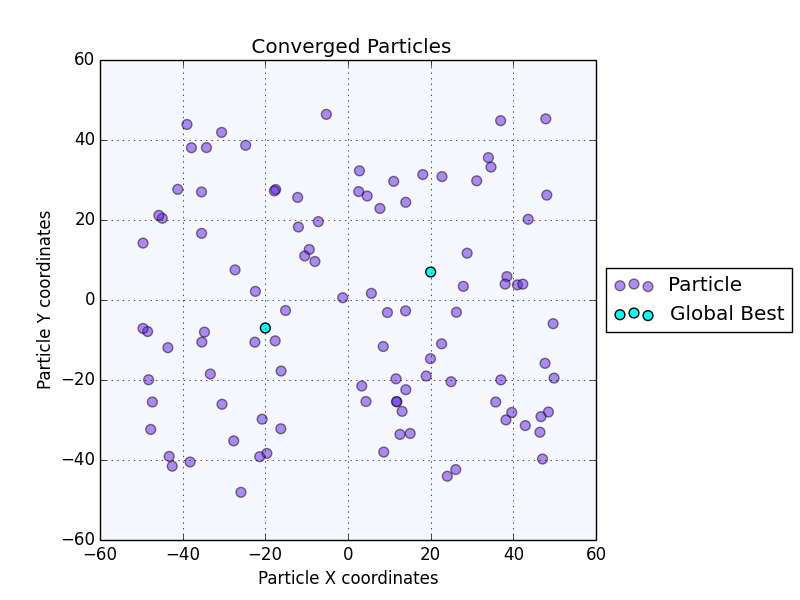 Converged Particles
60
40
20
0
−20
−40
−60
−60 −40 −20 0 20 40 60
Particle Y coordinates
Particle X coordinates
Particle
Global Best